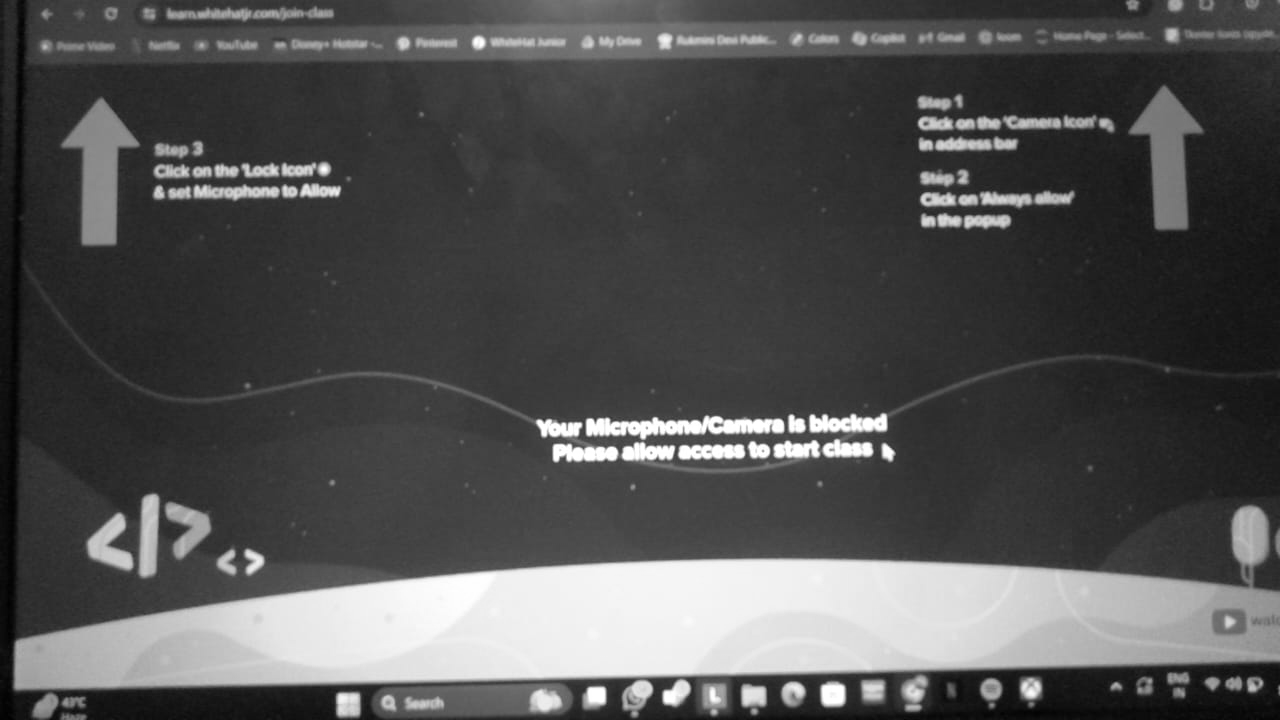 learn.whitehatjr.com/join-class
Prime Video Netflix YouTube Disney+ Hotstar -... Pinterest WhiteHat Junior My Drive Rukmini Devi Public... Colors Copilot Gmail loom Home Page - Select...
Step 3
Click on the 'Lock Icon'
& set Microphone to Allow
Step 1
Click on the 'Camera Icon'
in address bar
Step 2
Click on 'Always allow'
in the popup
Your Microphone/Camera is blocked
Please allow access to start class
</?
<>
43°C
Haze
Search
L
ENG
IN